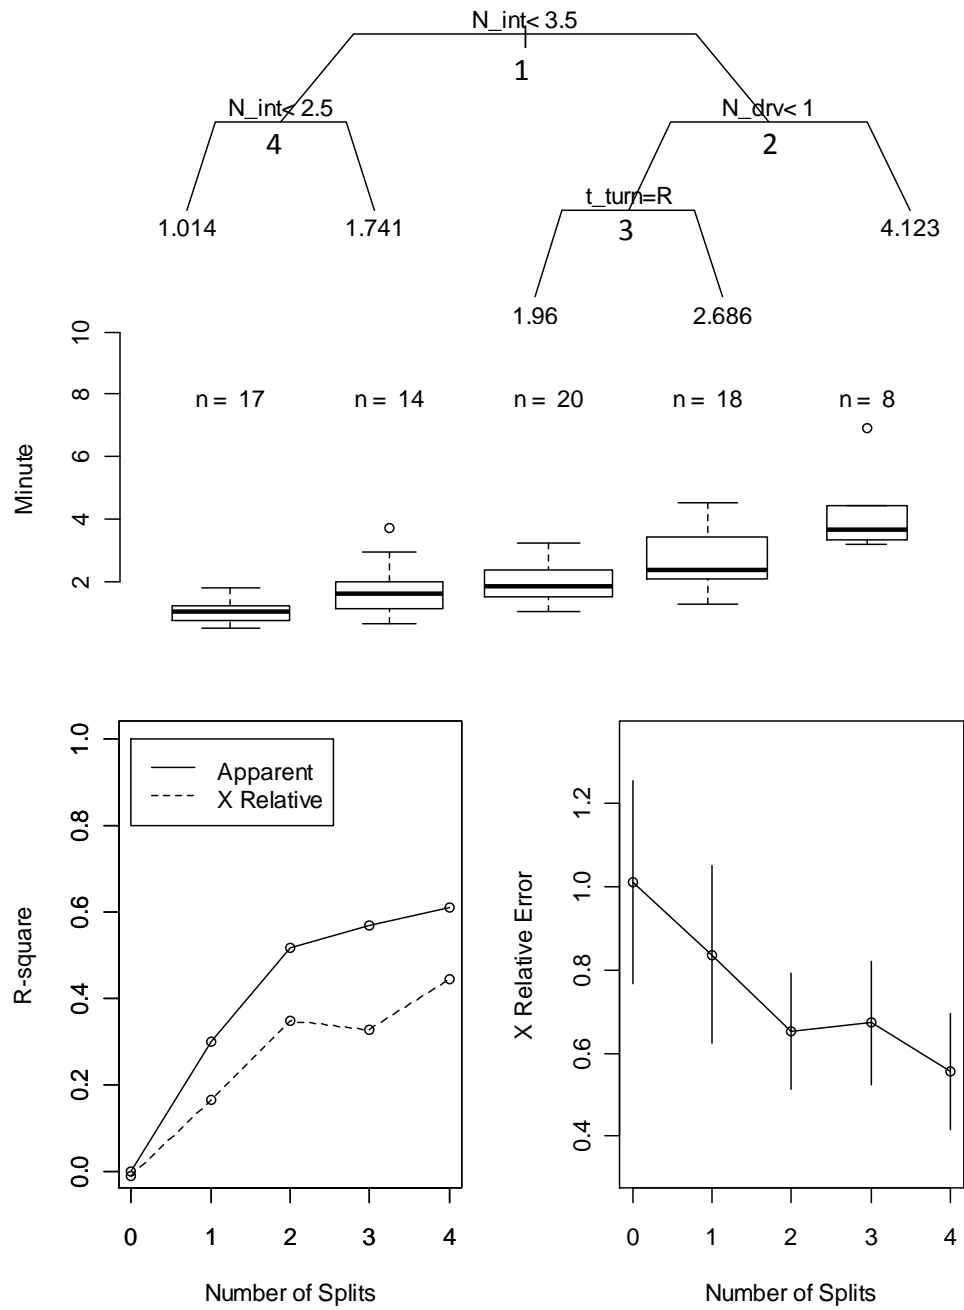 N_int< 3.5
1
N_int< 2.5
N_drv< 1
4
2
t_turn=R
1.014
1.741
3
4.123
1.96
2.686
10
8
6
4
2
Minute
n = 17
n = 14
n = 20
n = 18
n = 8
1.0
0.8
0.6
0.4
0.2
0.0
R-square
Apparent
X Relative
0 1 2 3 4
Number of Splits
1.2
1.0
0.8
0.6
0.4
X Relative Error
0 1 2 3 4
Number of Splits